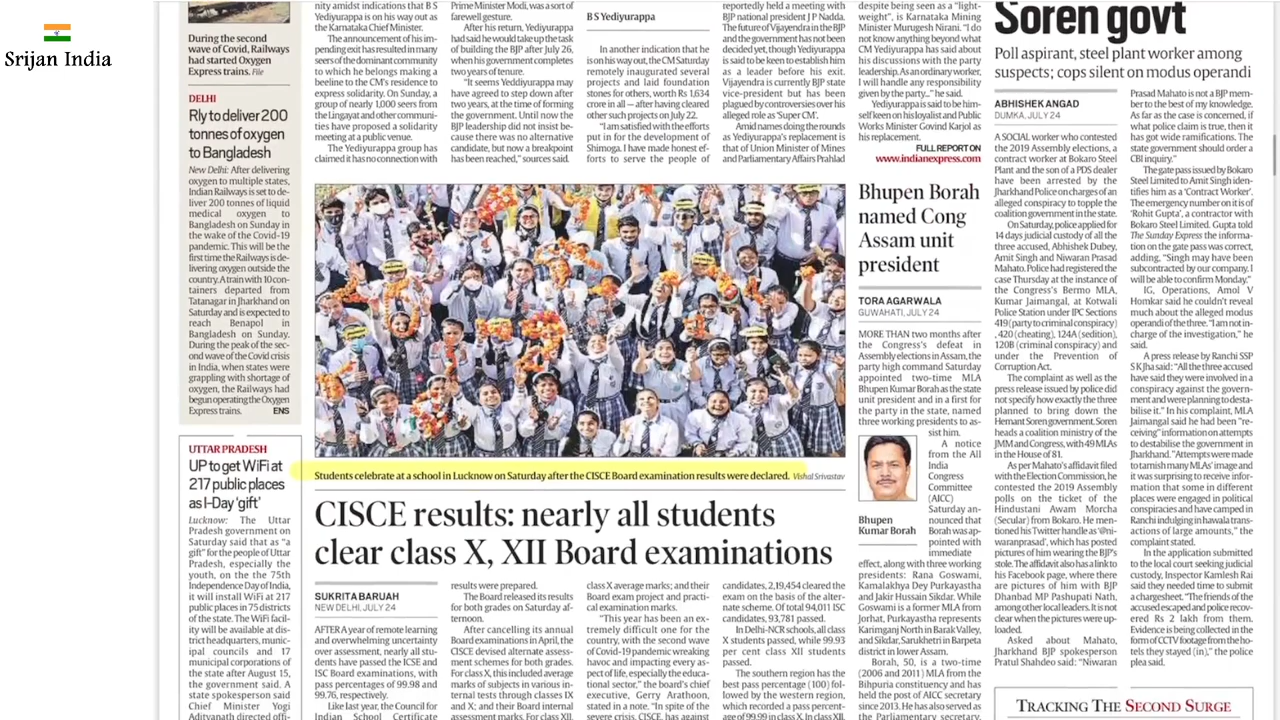 Srijan India
During the second
wave of Covid, Railways
had started Oxygen
Express trains. File
DELHI
Rly to deliver 200
tonnes of oxygen
to Bangladesh
New Delhi: After delivering
oxygen to multiple states,
Indian Railways is set to de-
liver 200 tonnes of liquid
medical oxygen to
Bangladesh on Sunday in
the wake of the Covid-19
pandemic. This will be the
first time the Railways is de-
livering oxygen outside the
country. A train with 10 con-
tainers departed from
Tatanagar in Jharkhand on
Saturday and is expected to
reach Benapol in
Bangladesh on Sunday.
During the peak of the sec-
ond wave of the Covid crisis
in India, when states were
grappling with shortage of
oxygen, the Railways had
begun operating the Oxygen
Express trains. ENS
UTTAR PRADESH
UP to get WiFi at
217 public places
as I-Day 'gift'
Lucknow: The Uttar
Pradesh government on
Saturday said that as "a
gift" for the people of Uttar
Pradesh, especially the
youth, on the 75th
Independence Day of India,
it will install WiFi at 217
public places in 75 districts
of the state. The WiFi facil-
ity will be available at dis-
trict headquarters, munic-
ipal councils and 17
municipal corporations of
the state after August 15,
the government said. A
state spokesperson said
Chief Minister Yogi
Adityanath directed offi-
nity amidst indications that B S
Yediyurappa is on his way out as
the Karnataka Chief Minister.
The announcement of his im-
pending exit has resulted in many
seers of the dominant community
to which he belongs making a
beeline to the CM's residence to
express solidarity. On Sunday, a
group of nearly 1,000 seers from
the Lingayat and other communi-
ties have proposed a solidarity
meeting at a public venue.
The Yediyurappa group has
claimed it has no connection with
Prime Minister Modi, was a sort of
farewell gesture.
After his return, Yediyurappa
had said he would take up the task
of building the BJP after July 26,
when his government completes
two years of tenure.
"It seems Yeddiyurappa may
have agreed to step down after
two years, at the time of forming
the government. Until now the
BJP leadership did not insist be-
cause there was no alternative
candidate, but now a breakpoint
has been reached," sources said.
B S Yediyurappa
In another indication that he
is on his way out, the CM Saturday
remotely inaugurated several
projects and laid foundation
stones for others, worth Rs 1,634
crore in all — after having cleared
other such projects on July 22.
"I am satisfied with the efforts
put in for the development of
Shimoga. I have made honest ef-
forts to serve the people of
reportedly held a meeting with
BJP national president J P Nadda.
The future of Vijayendra in the BJP
and the government has not been
decided yet, though Yediyurappa
is said to be keen to establish him
as a leader before his exit.
Vijayendra is currently BJP state
vice-president but has been
plagued by controversies over his
alleged role as 'Super CM'.
Amid names doing the rounds
as Yediyurappa's replacement is
that of Union Minister of Mines
and Parliamentary Affairs Prahlad
despite being seen as a "light-
weight", is Karnataka Mining
Minister Murugesh Nirani. "I do
not know anything beyond what
CM Yediyurappa has said about
his discussions with the party
leadership. As an ordinary worker,
I will handle any responsibility
given by the party..." he said.
Yediyurappa is said to be him-
self keen on his loyalist and Public
Works Minister Govind Karjol as
his replacement.
FULL REPORT ON
www.indianexpress.com
Students celebrate at a school in Lucknow on Saturday after the CISCE Board examination results were declared. Vishal Srivastav
CISCE results: nearly all students
clear class X, XII Board examinations
SUKRITA BARUAH
NEW DELHI, JULY 24
AFTER A year of remote learning
and overwhelming uncertainty
over assessment, nearly all stu-
dents have passed the ICSE and
ISC Board examinations, with
pass percentages of 99.98 and
99.76, respectively.
Like last year, the Council for
Indian School Certificate
results were prepared.
The Board released its results
for both grades on Saturday af-
ternoon.
After cancelling its annual
Board examinations in April, the
CISCE devised alternate assess-
ment schemes for both grades.
For class X, this included average
marks of subjects in various in-
ternal tests through classes IX
and X; and their Board internal
assessment marks. For class XII,
class X average marks; and their
Board exam project and practi-
cal examination marks.
"This year has been an ex-
tremely difficult one for the
country, with the second wave
of Covid-19 pandemic wreaking
havoc and impacting every as-
pect of life, especially the educa-
tional sector," the board's chief
executive, Gerry Arathoon,
stated in a note. "In spite of the
severe crisis, CISCE, has against
candidates, 2,19,454 cleared the
exam on the basis of the alter-
nate scheme. Of total 94,011 ISC
candidates, 93,781 passed.
In Delhi-NCR schools, all class
X students passed, while 99.93
per cent class XII students
passed.
The southern region has the
best pass percentage (100) fol-
lowed by the western region,
which recorded a pass percent-
age of 99.99 in class X. In class XII,
Bhupen Borah
named Cong
Assam unit
president
TORA AGARWALA
GUWAHATI, JULY 24
MORE THAN two months after
the Congress's defeat in
Assembly elections in Assam, the
party high command Saturday
appointed two-time MLA
Bhupen Kumar Borah as the state
unit president and in a first for
the party in the state, named
three working presidents to as-
sist him.
A notice
from the All
India
Congress
Committee
(AICC)
Saturday an-
nounced that
Borah was ap-
pointed with
immediate
Bhupen
Kumar Borah
effect, along with three working
presidents: Rana Goswami,
Kamalakhya Dey Purkayastha
and Jakir Hussain Sikdar. While
Goswami is a former MLA from
Jorhat, Purkayastha represents
Karimganj North in Barak Valley,
and Sikdar, Sarukhetri in Barpeta
district in lower Assam.
Borah, 50, is a two-time
(2006 and 2011) MLA from the
Bihpuria constituency and has
held the post of AICC secretary
since 2013. He has also served as
the Parliamentary secretary,
Soren govt
Poll aspirant, steel plant worker among
suspects; cops silent on modus operandi
ABHISHEK ANGAD
DUMKA, JULY 24
A SOCIAL worker who contested
the 2019 Assembly elections, a
contract worker at Bokaro Steel
Plant and the son of a PDS dealer
have been arrested by the
Jharkhand Police on charges of an
alleged conspiracy to topple the
coalition government in the state.
On Saturday, police applied for
14 days judicial custody of all the
three accused, Abhishek Dubey,
Amit Singh and Niwaran Prasad
Mahato. Police had registered the
case Thursday at the instance of
the Congress's Bermo MLA,
Kumar Jaimangal, at Kotwali
Police Station under IPC Sections
419 (party to criminal conspiracy)
, 420 (cheating), 124A (sedition),
120B (criminal conspiracy) and
under the Prevention of
Corruption Act.
The complaint as well as the
press release issued by police did
not specify how exactly the three
planned to bring down the
Hemant Soren government. Soren
heads a coalition ministry of the
JMM and Congress, with 49 MLAs
in the House of 81.
As per Mahato's affidavit filed
with the Election Commission, he
contested the 2019 Assembly
polls on the ticket of the
Hindustani Awam Morcha
(Secular) from Bokaro. He men-
tioned his Twitter handle as '@ni-
waranprasad', which has posted
pictures of him wearing the BJP's
stole. The affidavit also has a link to
his Facebook page, where there
are pictures of him with BJP
Dhanbad MP Pashupati Nath,
among other local leaders. It is not
clear when the pictures were up-
loaded.
Asked about Mahato,
Jharkhand BJP spokesperson
Pratul Shahdeo said: "Niwaran
Prasad Mahato is not a BJP mem-
ber to the best of my knowledge.
As far as the case is concerned, if
what police claim is true, then it
has got wide ramifications. The
state government should order a
CBI inquiry."
The gate pass issued by Bokaro
Steel Limited to Amit Singh iden-
tifies him as a 'Contract Worker'.
The emergency number on it is of
'Rohit Gupta', a contractor with
Bokaro Steel Limited. Gupta told
The Sunday Express the informa-
tion on the gate pass was correct,
adding, "Singh may have been
subcontracted by our company, I
will be able to confirm Monday."
IG, Operations, Amol V
Homkar said he couldn't reveal
much about the alleged modus
operandi of the three. "I am not in-
charge of the investigation," he
said.
A press release by Ranchi SSP
S K Jha said: "All the three accused
have said they were involved in a
conspiracy against the govern-
ment and were planning to desta-
bilise it." In his complaint, MLA
Jaimangal said he had been "re-
ceiving" information on attempts
to destabilise the government in
Jharkhand. "Attempts were made
to tarnish many MLAs' image and
it was surprising to receive infor-
mation that some in different
places were engaged in political
conspiracies and have camped in
Ranchi indulging in hawala trans-
actions of large amounts," the
complaint stated.
In the application submitted
to the local court seeking judicial
custody, Inspector Kamlesh Rai
said they needed time to submit
a chargesheet. "The friends of the
accused escaped and police recov-
ered Rs 2 lakh from them.
Evidence is being collected in the
form of CCTV footage from the ho-
tels they stayed (in)," the police
plea said.
TRACKING THE SECOND SURGE